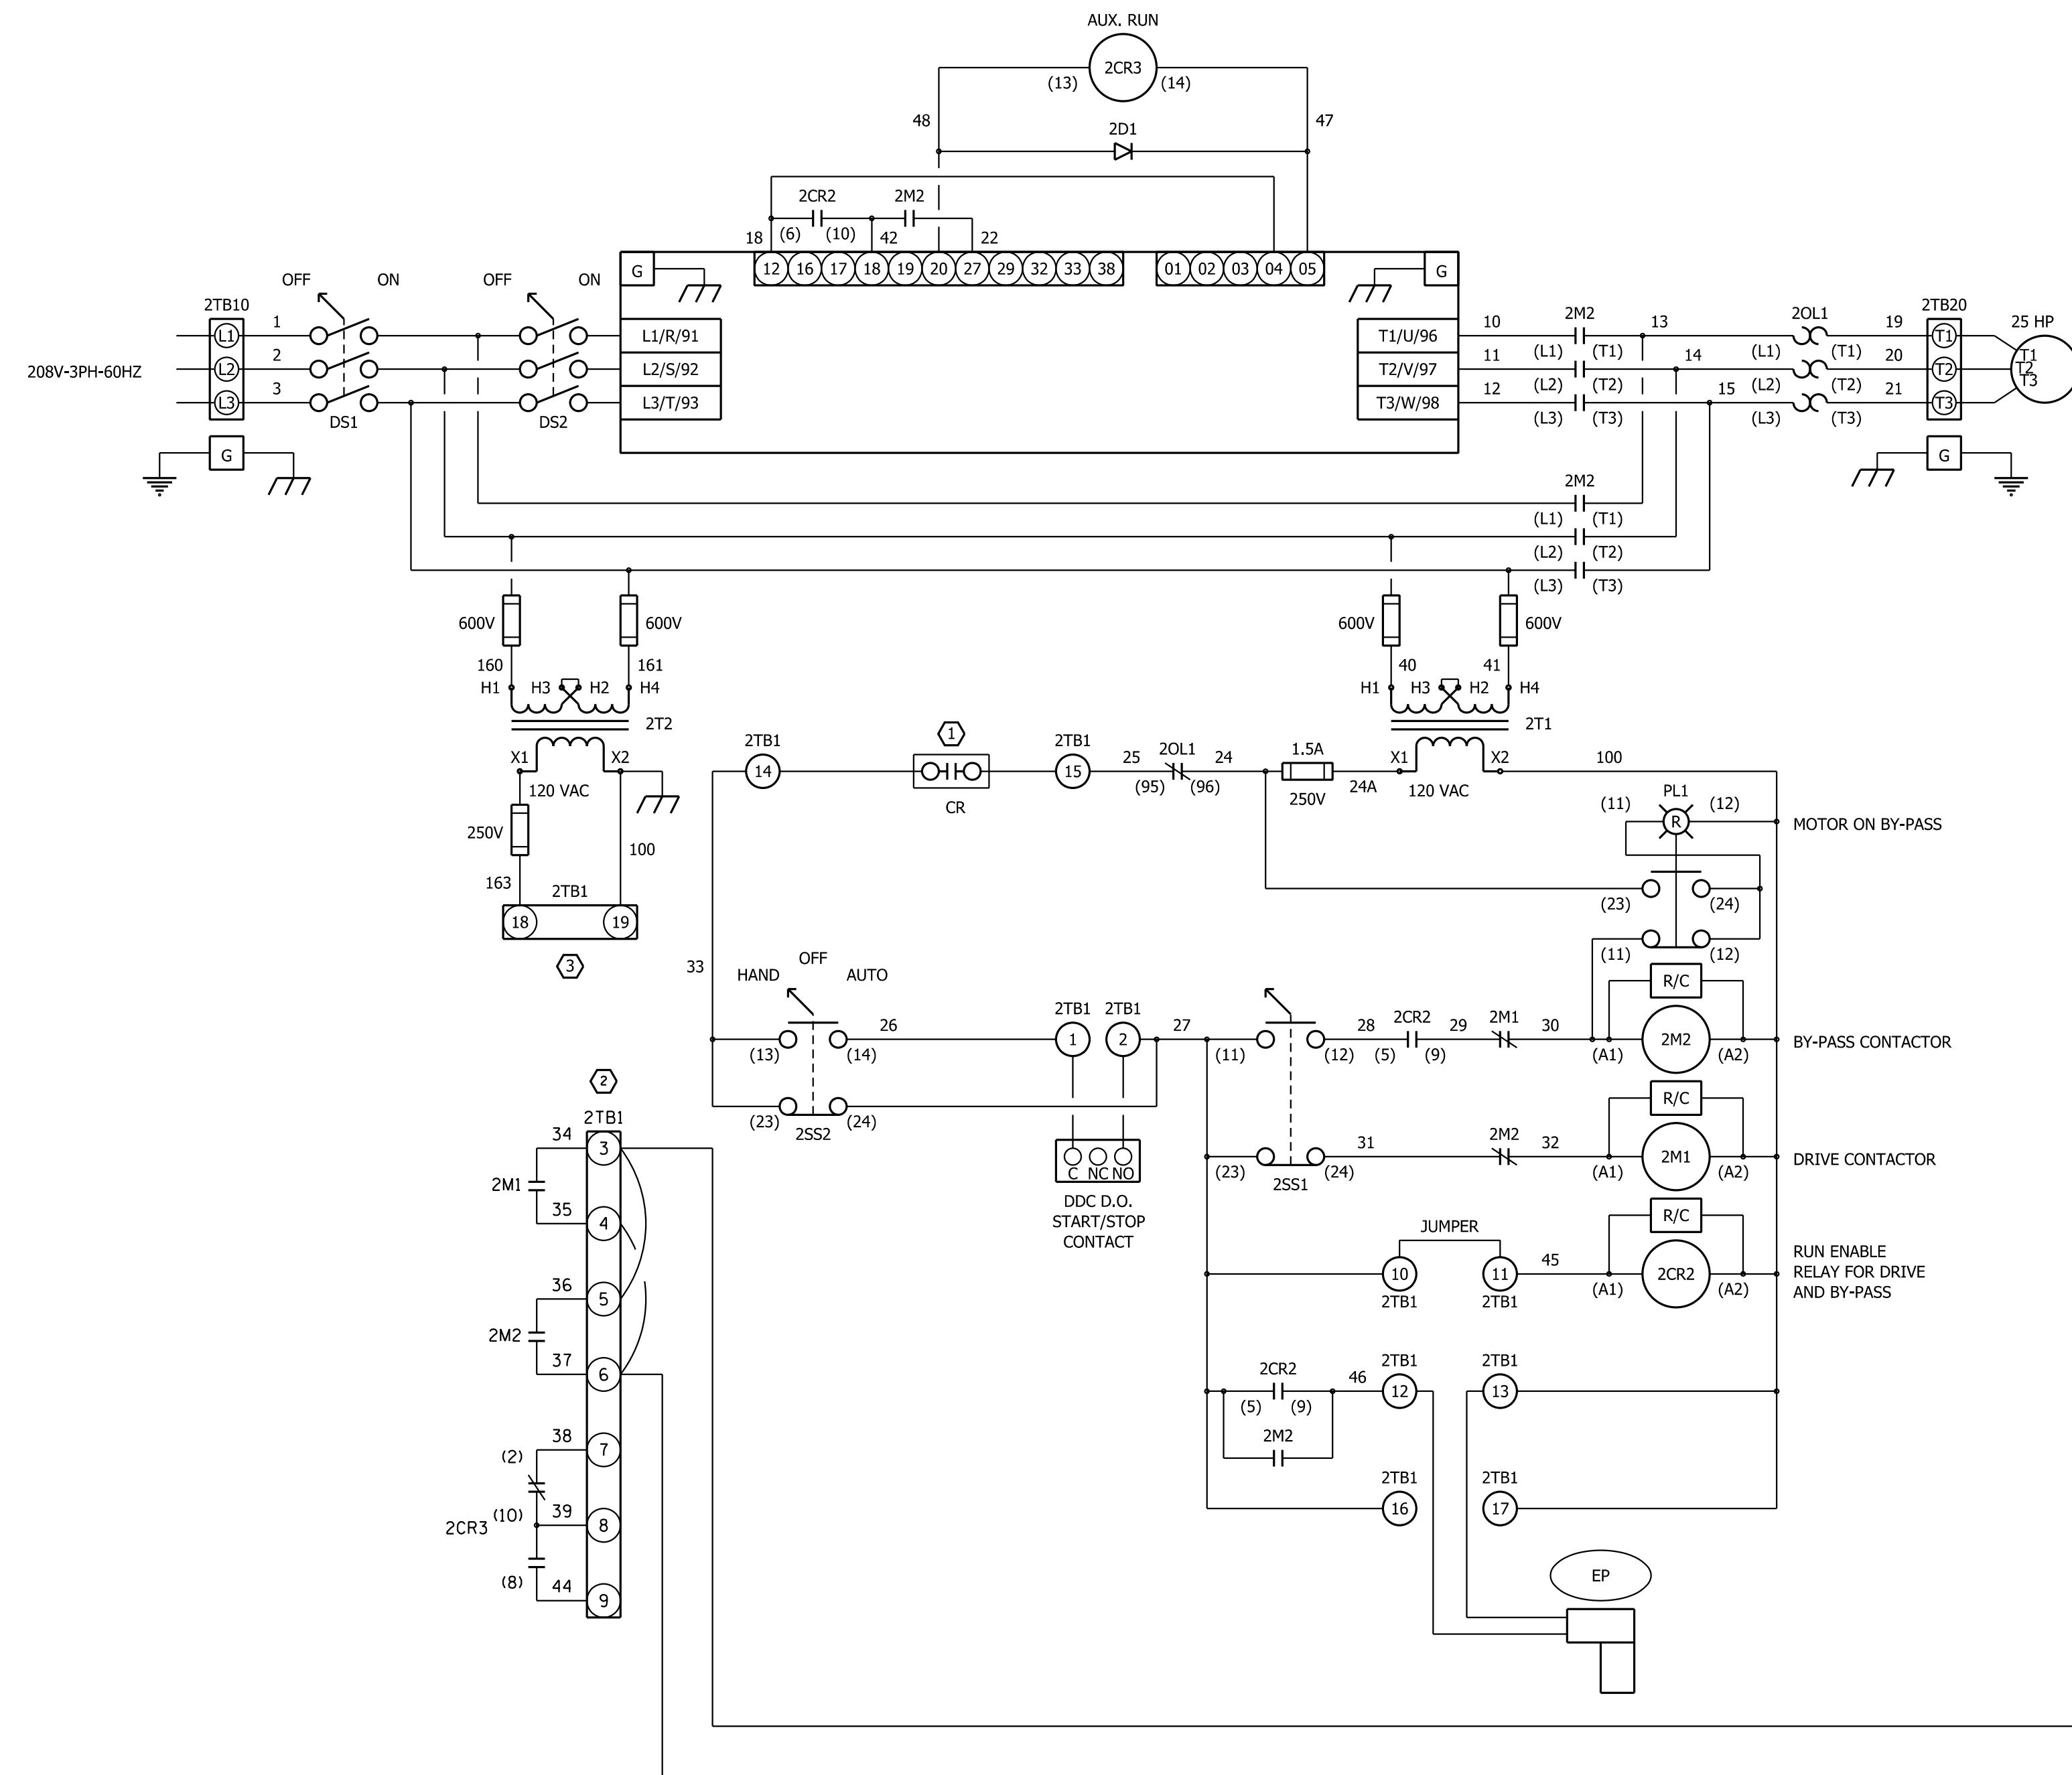 AUX. RUN
2CR3
(13)
(14)
48
47
2D1
2CR2
2M2
18
(6)
(10)
42
22
G
12 16 17 18 19 20 27 29 32 33 38
01 02 03 04 05
G
OFF
ON
OFF
ON
2TB10
208V-3PH-60HZ
L1
L2
L3
1
2
3
DS1
DS2
L1/R/91
L2/S/92
L3/T/93
T1/U/96
T2/V/97
T3/W/98
10
11
12
2M2
(L1)
(T1)
(L2)
(T2)
(L3)
(T3)
13
14
15
2OL1
(L1)
(T1)
(L2)
(T2)
(L3)
(T3)
19
20
21
2TB20
T1
T2
T3
25 HP
T1
T2
T3
G
G
2M2
(L1)
(T1)
(L2)
(T2)
(L3)
(T3)
600V
600V
160
161
H1
H3
H2
H4
2T2
X1
X2
120 VAC
250V
100
163
2TB1
18
19
3
600V
600V
40
41
H1
H3
H2
H4
2T1
X1
X2
120 VAC
100
2TB1
14
1
CR
2TB1
15
25
2OL1
24
(95)
(96)
1.5A
250V
24A
PL1
(11)
(12)
R
MOTOR ON BY-PASS
(23)
(24)
(11)
(12)
33
HAND
OFF
AUTO
(13)
(14)
26
(23)
(24)
2SS2
2TB1
1
2TB1
2
27
C NC NO
DDC D.O.
START/STOP
CONTACT
(11)
(12)
28
2CR2
(5)
(9)
29
2M1
30
R/C
(A1)
2M2
(A2)
BY-PASS CONTACTOR
(23)
(24)
2SS1
31
2M2
32
R/C
(A1)
2M1
(A2)
DRIVE CONTACTOR
JUMPER
10
2TB1
11
2TB1
45
R/C
(A1)
2CR2
(A2)
RUN ENABLE
RELAY FOR DRIVE
AND BY-PASS
2CR2
(5)
(9)
46
2TB1
12
2TB1
13
2M2
2TB1
16
2TB1
17
EP
2
2TB1
34
3
2M1
35
4
36
5
2M2
37
6
38
7
(2)
(10)
39
8
2CR3
(8)
44
9